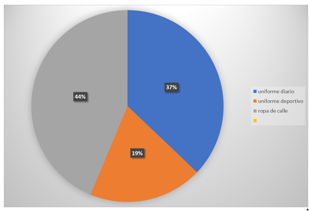 37%
19%
44%
uniforme diario
uniforme deportivo
ropa de calle